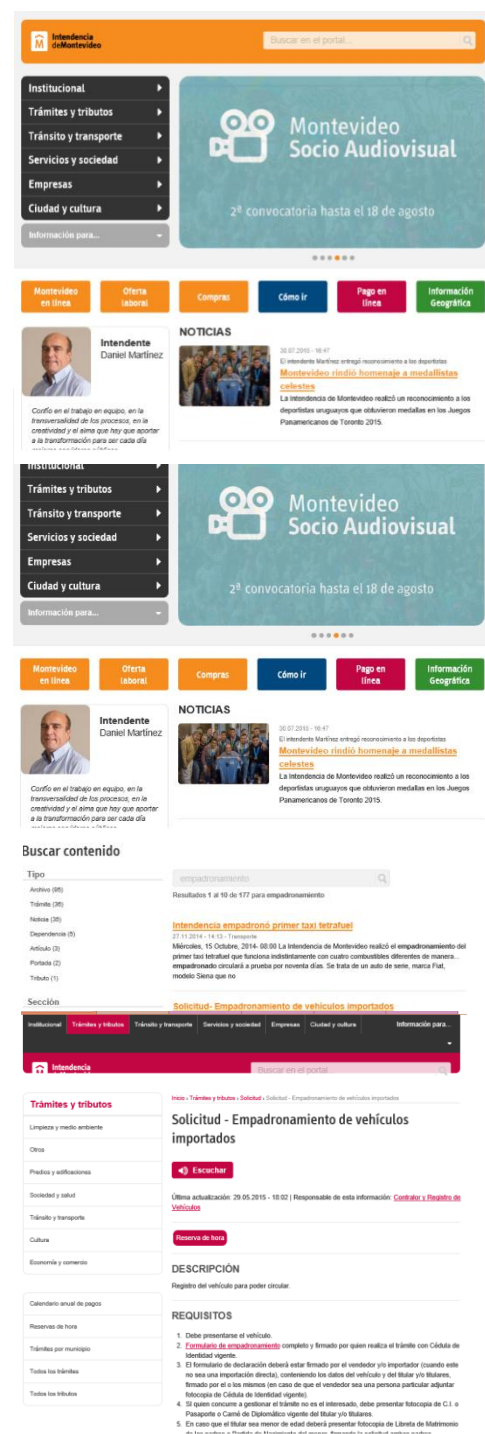 Intendencia
deMontevideo
Buscar en el portal...
Institucional
Trámites y tributos
Tránsito y transporte
Servicios y sociedad
Empresas
Ciudad y cultura
Información para...
Montevideo
Socio Audiovisual
2ª convocatoria hasta el 18 de agosto
Montevideo
en línea
Oferta
laboral
Compras
Cómo ir
Pago en
línea
Información
Geográfica
Intendente
Daniel Martínez
Confío en el trabajo en equipo, en la
transversalidad de los procesos, en la
creatividad y el alma que hay que aportar
a la transformación para ser cada día
NOTICIAS
30.07.2015 - 16:47
El intendente Martínez entregó reconocimiento a los deportistas
Montevideo rindió homenaje a medallistas
celestes
La Intendencia de Montevideo realizó un reconocimiento a los
deportistas uruguayos que obtuvieron medallas en los Juegos
Panamericanos de Toronto 2015.
Institucional
Trámites y tributos
Tránsito y transporte
Servicios y sociedad
Empresas
Ciudad y cultura
Información para...
Montevideo
Socio Audiovisual
2ª convocatoria hasta el 18 de agosto
Montevideo
en línea
Oferta
laboral
Compras
Cómo ir
Pago en
línea
Información
Geográfica
Intendente
Daniel Martínez
Confío en el trabajo en equipo, en la
transversalidad de los procesos, en la
creatividad y el alma que hay que aportar
a la transformación para ser cada día
NOTICIAS
30.07.2015 - 16:47
El intendente Martínez entregó reconocimiento a los deportistas
Montevideo rindió homenaje a medallistas
celestes
La Intendencia de Montevideo realizó un reconocimiento a los
deportistas uruguayos que obtuvieron medallas en los Juegos
Panamericanos de Toronto 2015.
Buscar contenido
Tipo
Archivo (95)
Trámite (36)
Noticia (35)
Dependencia (5)
Artículo (3)
Portada (2)
Tributo (1)
Sección
empadronamiento
Resultados 1 al 10 de 177 para empadronamiento
Intendencia empadronó primer taxi tetrafuel
27.11.2014 - 14:13 - Transporte
Miércoles, 15 Octubre, 2014- 00:00 La Intendencia de Montevideo realizó el empadronamiento del
primer taxi tetrafuel que funciona indistintamente con cuatro combustibles diferentes de manera...
empadronado circulará a prueba por noventa días. Se trata de un auto de serie, marca Fiat,
modelo Siena que no
Solicitud- Empadronamiento de vehículos importados
Institucional
Trámites y tributos
Tránsito y transporte
Servicios y sociedad
Empresas
Ciudad y cultura
Información para...
Intendencia
Buscar en el portal
Trámites y tributos
Limpieza y medio ambiente
Otros
Predios y edificaciones
Sociedad y salud
Tránsito y transporte
Cultura
Economía y comercio
Calendario anual de pagos
Reservas de hora
Trámites por municipio
Todos los trámites
Todos los tributos
Inicio › Trámites y tributos › Solicitud › Solicitud - Empadronamiento de vehículos importados
Solicitud - Empadronamiento de vehículos
importados
Escuchar
Última actualización: 29.05.2015 - 18:02 | Responsable de esta información: Contralor y Registro de
Vehículos
Reserva de hora
DESCRIPCIÓN
Registro del vehículo para poder circular.
REQUISITOS
1. Debe presentarse el vehículo.
2. Formulario de empadronamiento completo y firmado por quien realiza el trámite con Cédula de
Identidad vigente.
3. El formulario de declaración deberá estar firmado por el vendedor y/o importador (cuando este
no sea una importación directa), conteniendo los datos del vehículo y del titular y/o titulares,
firmado por el o los mismos (en caso de que el vendedor sea una persona particular adjuntar
fotocopia de Cédula de Identidad vigente).
4. Si quien concurre a gestionar el trámite no es el interesado, debe presentar fotocopia de C.I. o
Pasaporte o Carné de Diplomático vigente del titular y/o titulares.
5. En caso que el titular sea menor de edad deberá presentar fotocopia de Libreta de Matrimonio